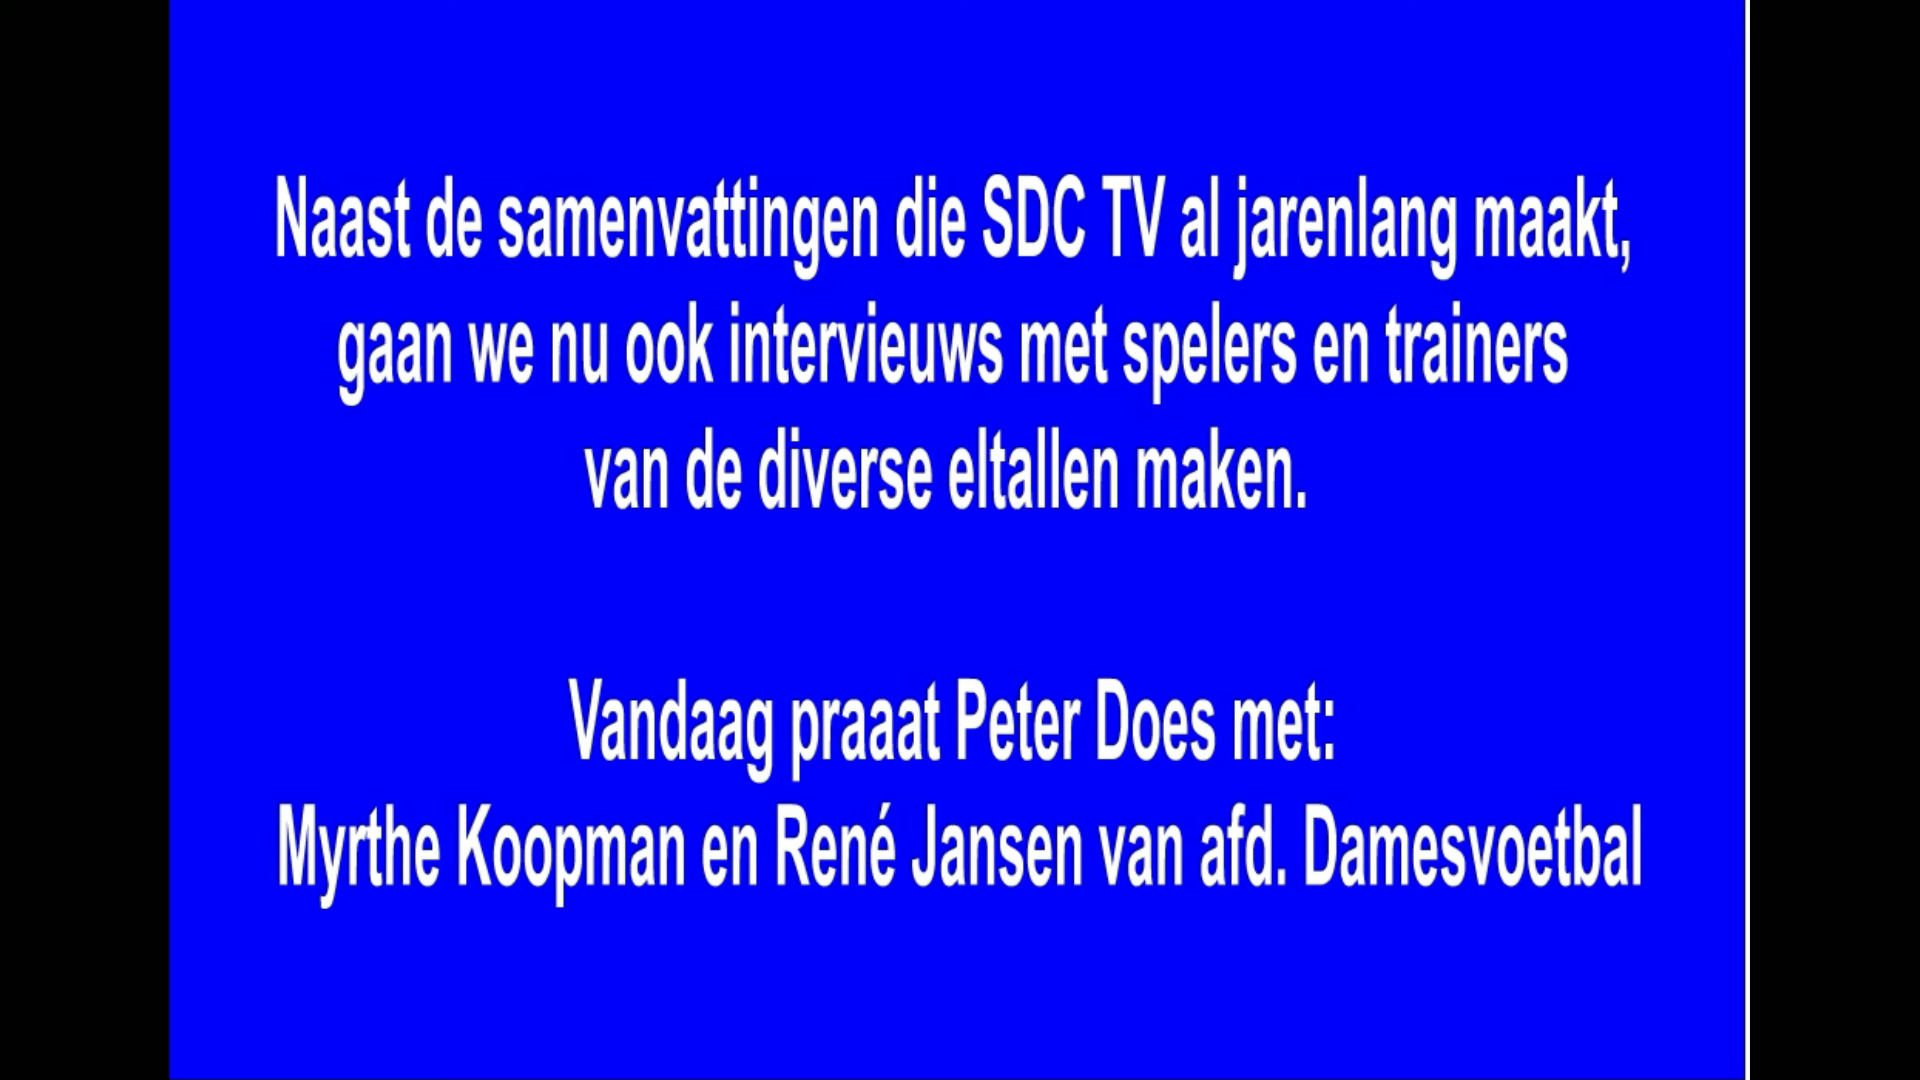 Naast de samenvattingen die SDC TV al jarenlang maakt,
gaan we nu ook intervieuws met spelers en trainers
van de diverse eltallen maken.
Vandaag praaat Peter Does met:
Myrthe Koopman en René Jansen van afd. Damesvoetbal